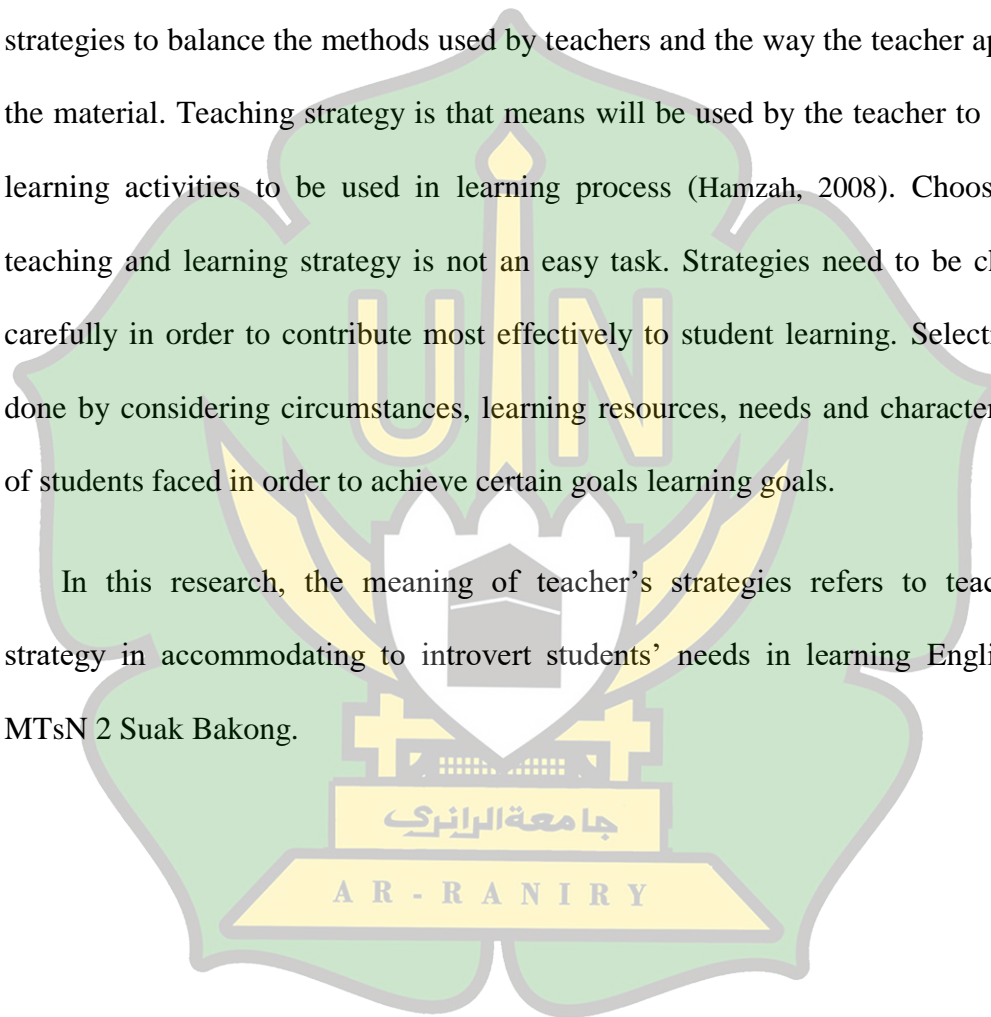 strategies to balance the methods used by teachers and the way the teacher ap
the material. Teaching strategy is that means will be used by the teacher to
learning activities to be used in learning process (Hamzah, 2008). Choos
teaching and learning strategy is not an easy task. Strategies need to be
carefully in order to contribute most effectively to student learning. Selecti
done by considering circumstances, learning resources, needs and character
of students faced in order to achieve certain goals learning goals.
In this research, the meaning of teacher’s strategies refers to teac
strategy in accommodating to introvert students’ needs in learning Engli
MTsN 2 Suak Bakong.
UIN
جامعة الرانري
AR-RANIRY